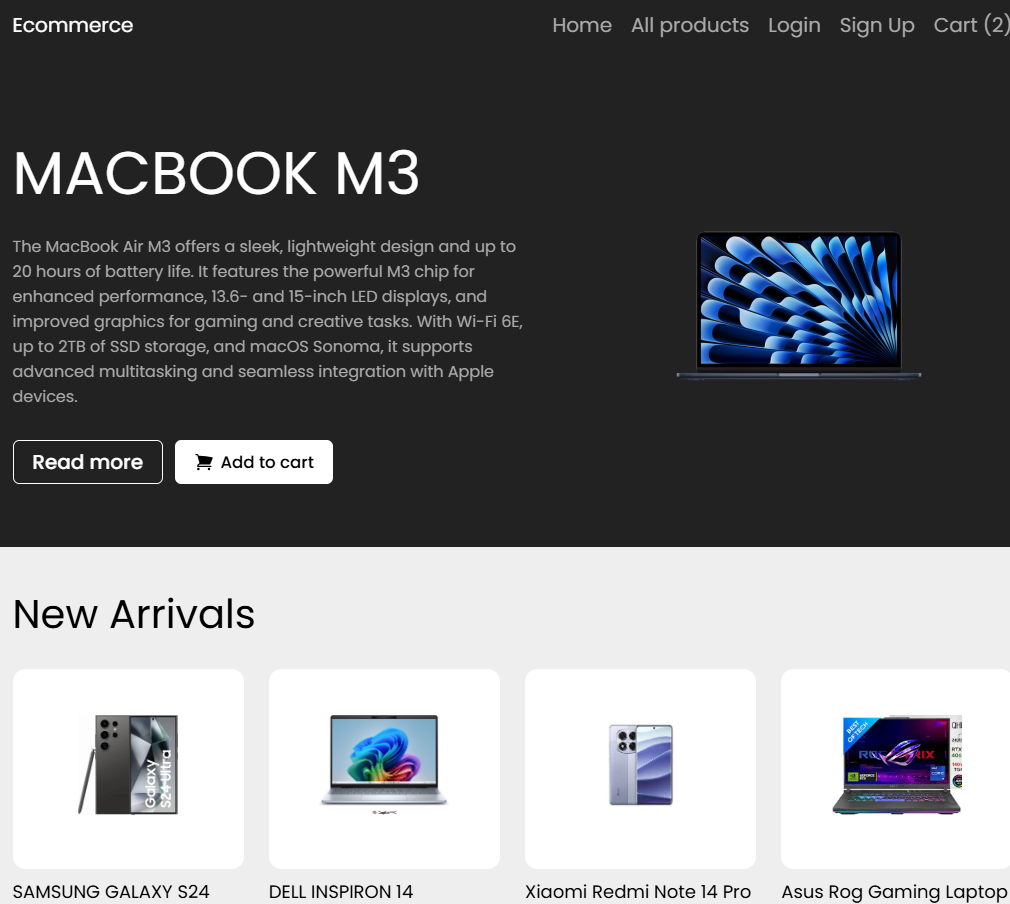 Ecommerce
Home All products Login Sign Up Cart (2)
MACBOOK M3
The MacBook Air M3 offers a sleek, lightweight design and up to
20 hours of battery life. It features the powerful M3 chip for
enhanced performance, 13.6- and 15-inch LED displays, and
improved graphics for gaming and creative tasks. With Wi-Fi 6E,
up to 2TB of SSD storage, and macOS Sonoma, it supports
advanced multitasking and seamless integration with Apple
devices.
Read more
Add to cart
New Arrivals
Galaxy
S24 Ultra
BEST
OF TECH
SAMSUNG GALAXY S24
DELL INSPIRON 14
Xiaomi Redmi Note 14 Pro
Asus Rog Gaming Laptop